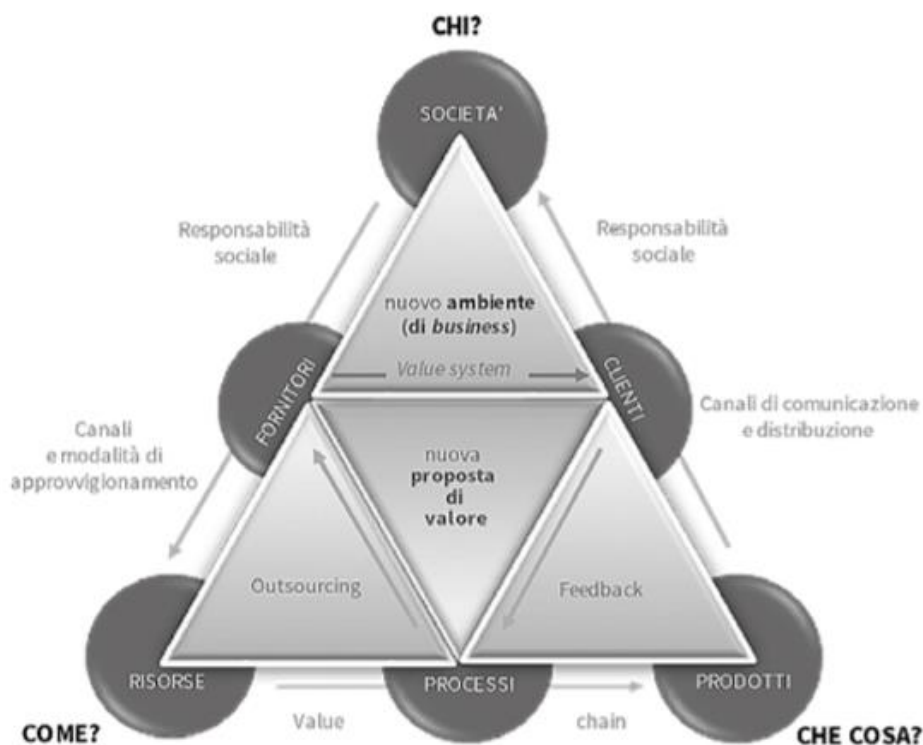 CHI?
SOCIETA'
Responsabilità
sociale
Responsabilità
sociale
nuovo ambiente
(di business)
Value system
FORNITORI
CLIENTI
Canali
e modalità di
approvvigionamento
Canali di comunicazione
e distribuzione
nuova
proposta
di
valore
Outsourcing
Feedback
RISORSE
PROCESSI
PRODOTTI
Value
chain
COME?
CHE COSA?